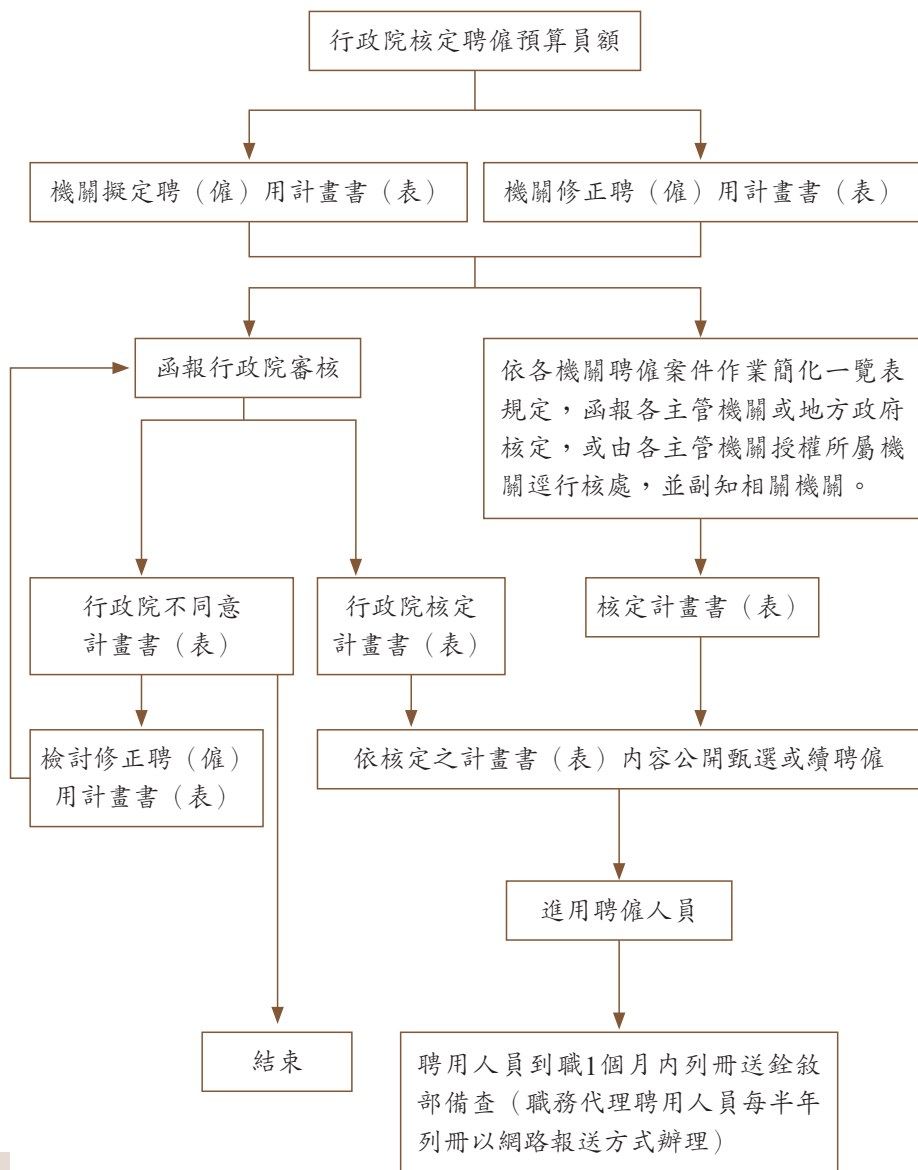 行政院核定聘僱預算員額
機關擬定聘（僱）用計畫書（表）
機關修正聘（僱）用計畫書（表）
函報行政院審核
依各機關聘僱案件作業簡化一覽表
規定，函報各主管機關或地方政府
核定，或由各主管機關授權所屬機
關逕行核處，並副知相關機關。
行政院不同意
計畫書（表）
行政院核定
計畫書（表）
核定計畫書（表）
檢討修正聘（僱）
用計畫書（表）
依核定之計畫書（表）內容公開甄選或續聘僱
進用聘僱人員
結束
聘用人員到職1個月內列冊送銓敘
部備查（職務代理聘用人員每半年
列冊以網路報送方式辦理）